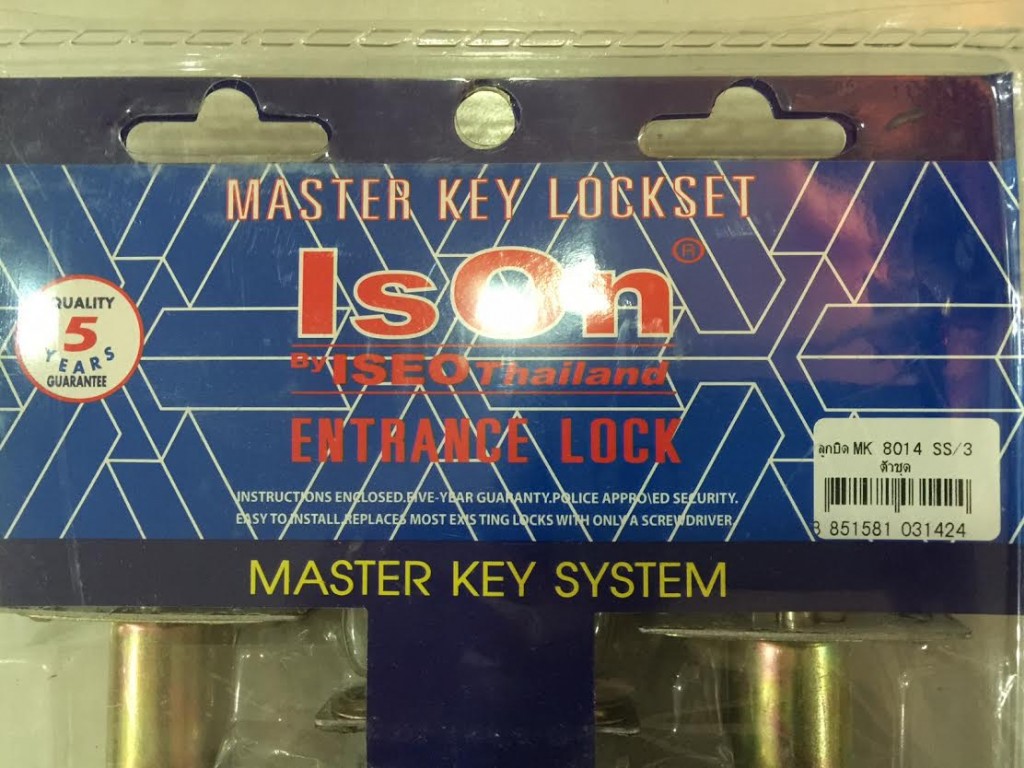 MASTER KEY LOCKSET
IsOn®
By ISEO Thailand
QUALITY
5
YEARS
GUARANTEE
ENTRANCE LOCK
ลูกบิด MK 8014 SS/3
ตัวชุด
8 851581 031424
INSTRUCTIONS ENCLOSED.FIVE-YEAR GUARANTY.POLICE APPROVED SECURITY.
EASY TO INSTALL.REPLACES MOST EXIS TING LOCKS WITH ONLY A SCREWDRIVER.
MASTER KEY SYSTEM